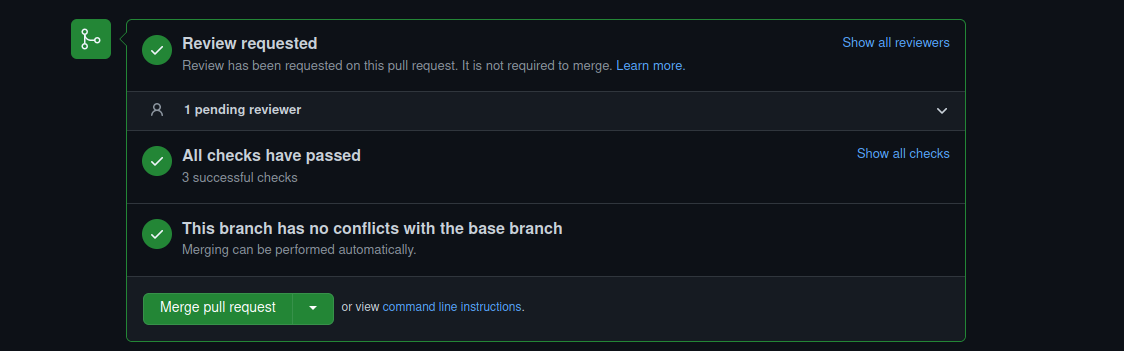 Review requested
Show all reviewers
Review has been requested on this pull request. It is not required to merge. Learn more.
1 pending reviewer
All checks have passed
Show all checks
3 successful checks
This branch has no conflicts with the base branch
Merging can be performed automatically.
Merge pull request
or view command line instructions.